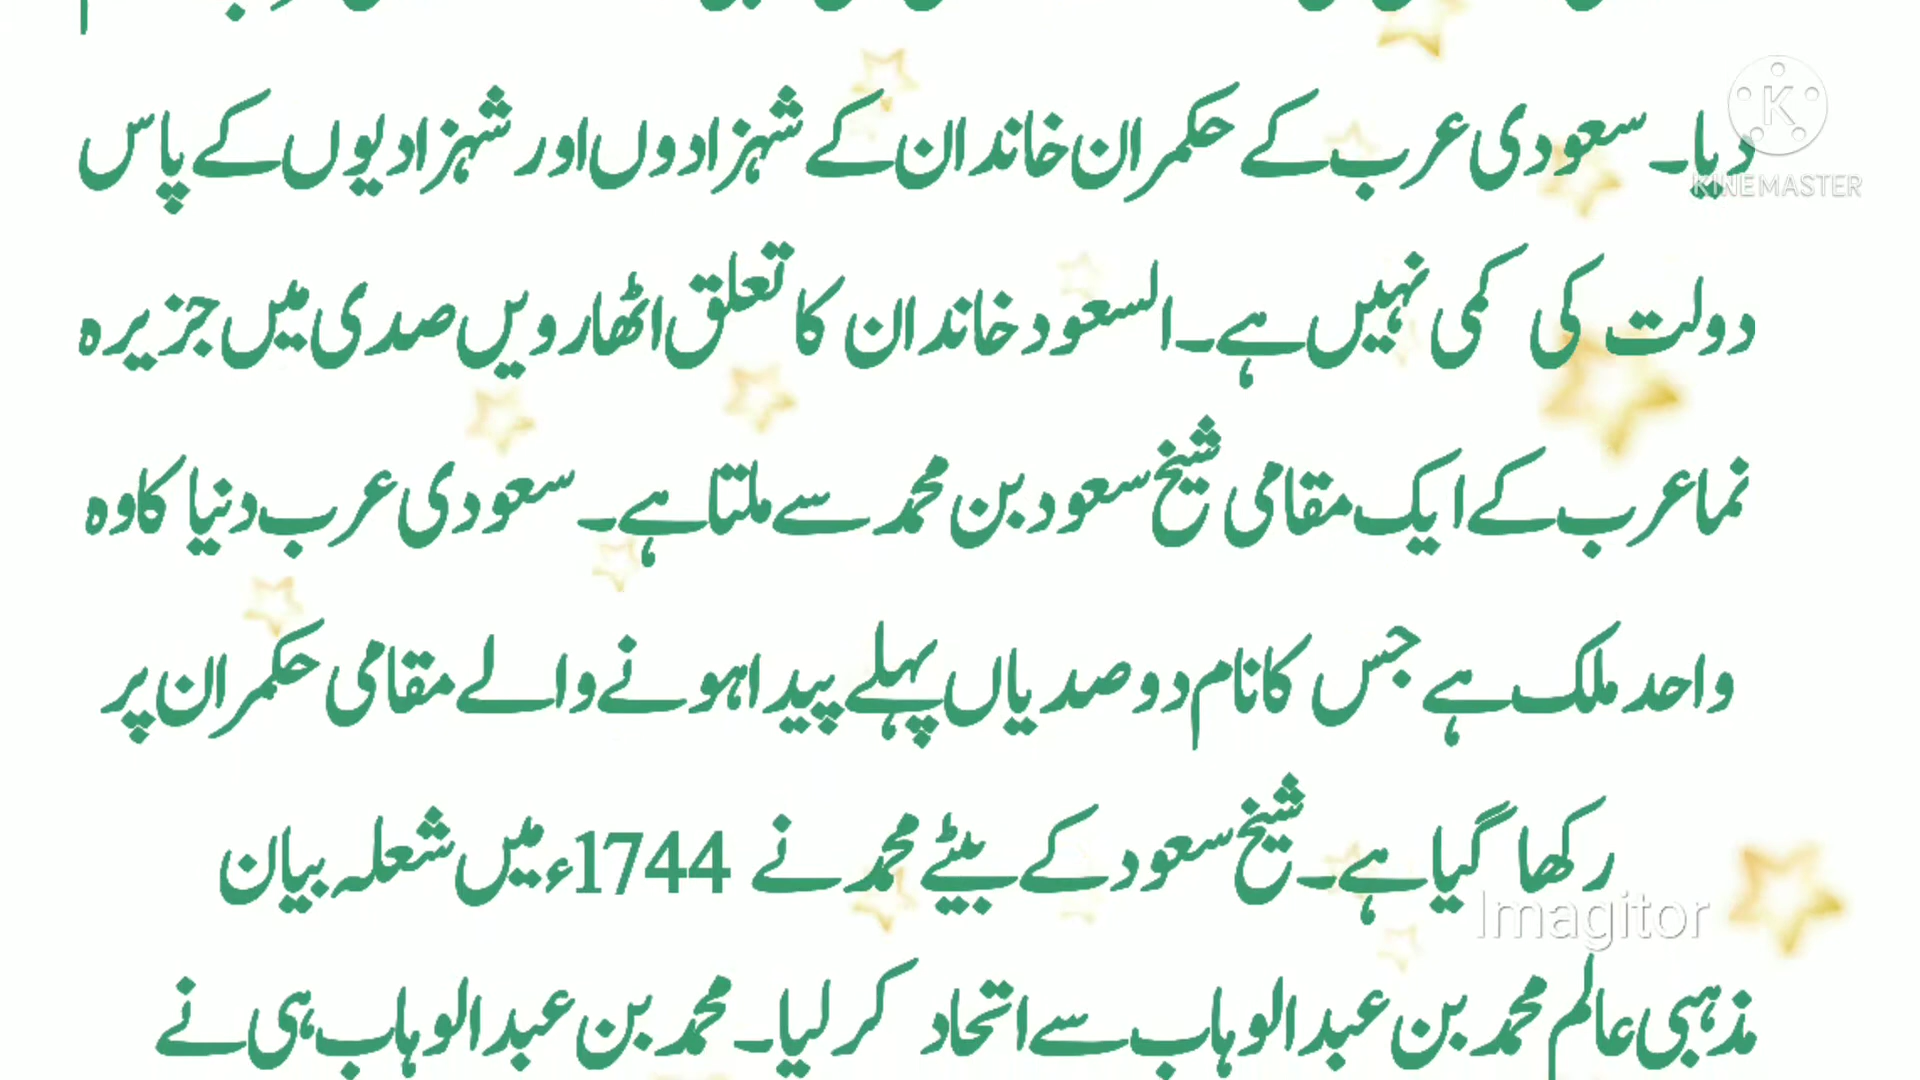 دیا۔ سعودی عرب کے حکمران خاندان کے شہزادوں اور شہزادیوں کے پاس
دولت کی کمی نہیں ہے۔ السعود خاندان کا تعلق اٹھارویں صدی میں جزیرہ
نما عرب کے ایک مقامی شیخ سعود بن محمد سے ملتا ہے۔ سعودی عرب دنیا کا وہ
واحد ملک ہے جس کا نام دو صدیاں پہلے پیدا ہونے والے مقامی حکمران پر
رکھا گیا ہے۔ شیخ سعود کے بیٹے محمد نے 1744ء میں شعلہ بیان
مذہبی عالم محمد بن عبدالوہاب سے اتحاد کر لیا۔ محمد بن عبدالوہاب ہی نے
K
KINEMASTER
Imagitor